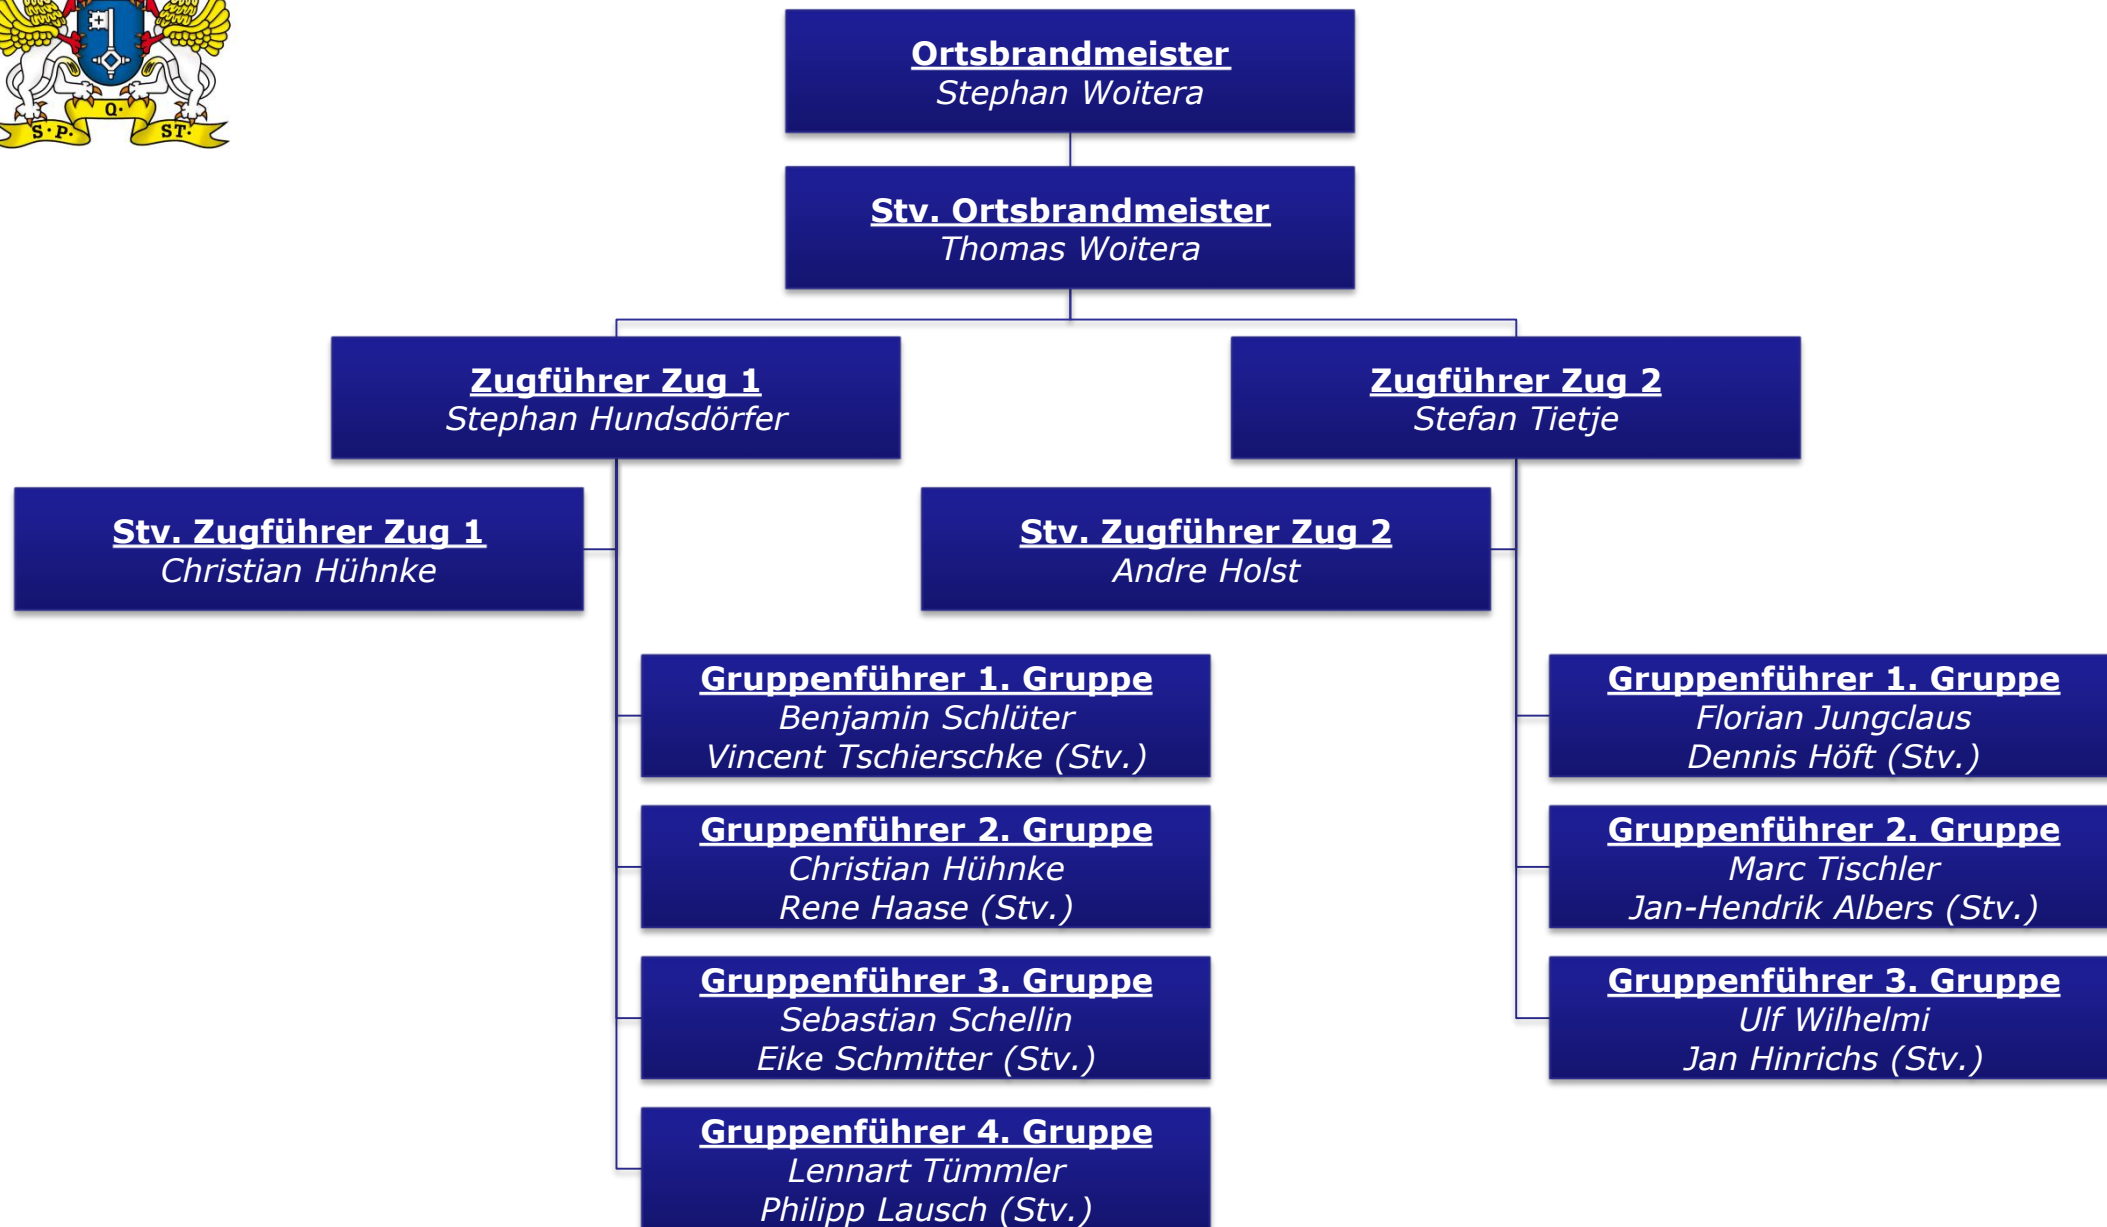 S·P.
Q·
ST·
Ortsbrandmeister
Stephan Woitera
Stv. Ortsbrandmeister
Thomas Woitera
Zugführer Zug 1
Stephan Hundsdörfer
Zugführer Zug 2
Stefan Tietje
Stv. Zugführer Zug 1
Christian Hühnke
Stv. Zugführer Zug 2
Andre Holst
Gruppenführer 1. Gruppe
Benjamin Schlüter
Vincent Tschierschke (Stv.)
Gruppenführer 2. Gruppe
Christian Hühnke
Rene Haase (Stv.)
Gruppenführer 3. Gruppe
Sebastian Schellin
Eike Schmitter (Stv.)
Gruppenführer 4. Gruppe
Lennart Tümmler
Philipp Lausch (Stv.)
Gruppenführer 1. Gruppe
Florian Jungclaus
Dennis Höft (Stv.)
Gruppenführer 2. Gruppe
Marc Tischler
Jan-Hendrik Albers (Stv.)
Gruppenführer 3. Gruppe
Ulf Wilhelmi
Jan Hinrichs (Stv.)